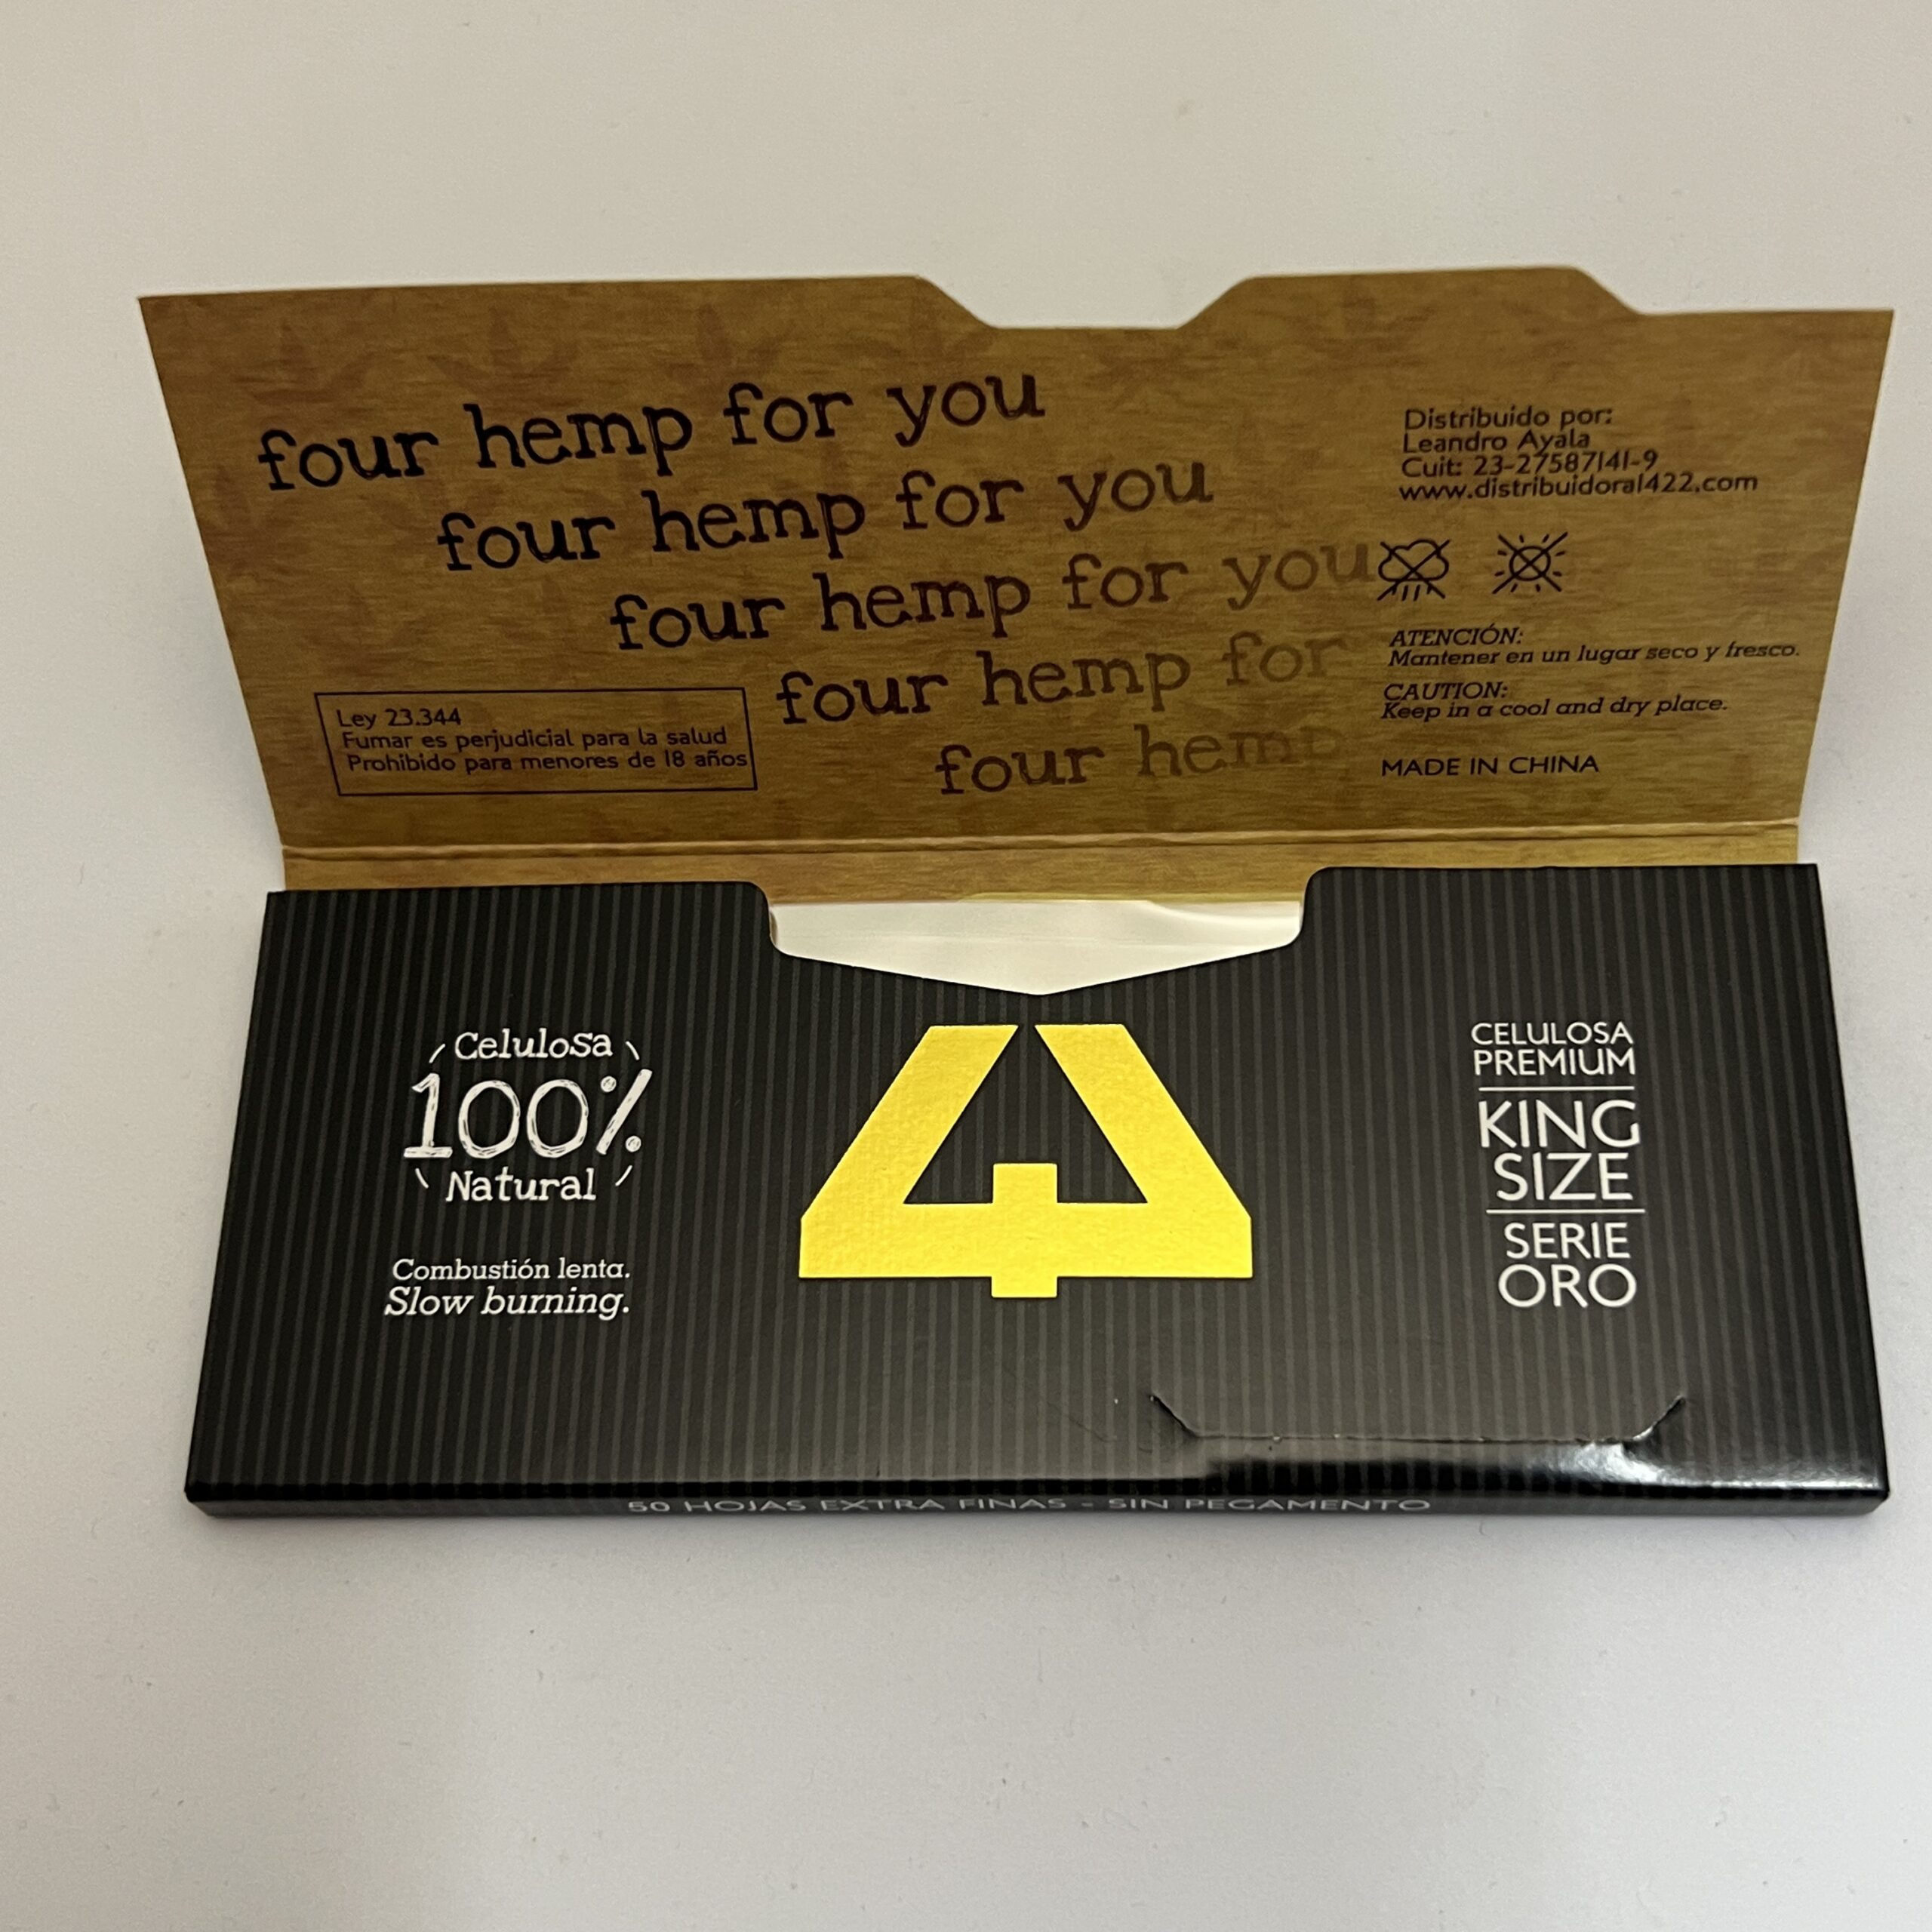 four hemp for you
four hemp for you
four hemp for you
four hemp for
four hemp
Distribuido por:
Leandro Ayala
Cuit: 23-27587141-9
www.distribuidora1422.com
ATENCIÓN:
Mantener en un lugar seco y fresco.
CAUTION:
Keep in a cool and dry place.
MADE IN CHINA
Ley 23.344
Fumar es perjudicial para la salud
Prohibido para menores de 18 años
Celulosa
100%
Natural
Combustión lenta.
Slow burning.
4
CELULOSA
PREMIUM
KING
SIZE
SERIE
ORO
50 HOJAS EXTRA FINAS - SIN PEGAMENTO